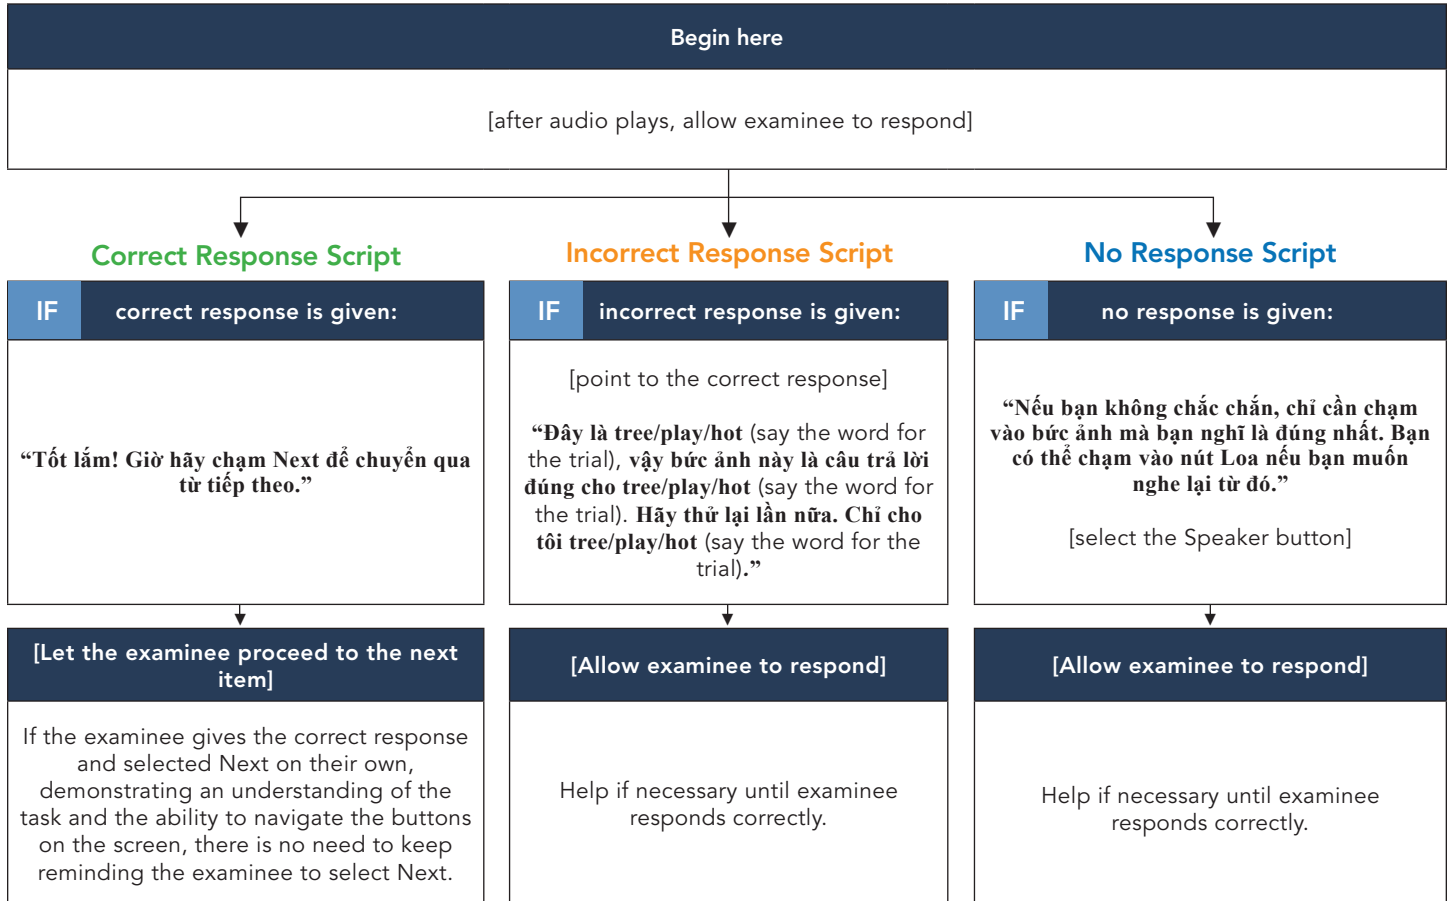 Begin here
[after audio plays, allow examinee to respond]
Correct Response Script
IF correct response is given:
“Tốt lắm! Giờ hãy chạm Next để chuyển qua
từ tiếp theo.”
[Let the examinee proceed to the next
item]
If the examinee gives the correct response
and selected Next on their own,
demonstrating an understanding of the
task and the ability to navigate the buttons
on the screen, there is no need to keep
reminding the examinee to select Next.
Incorrect Response Script
IF incorrect response is given:
[point to the correct response]
“Đây là tree/play/hot (say the word for
the trial), vậy bức ảnh này là câu trả lời
đúng cho tree/play/hot (say the word for
the trial). Hãy thử lại lần nữa. Chỉ cho
tôi tree/play/hot (say the word for the
trial).”
[Allow examinee to respond]
Help if necessary until examinee
responds correctly.
No Response Script
IF no response is given:
“Nếu bạn không chắc chắn, chỉ cần chạm
vào bức ảnh mà bạn nghĩ là đúng nhất. Bạn
có thể chạm vào nút Loa nếu bạn muốn
nghe lại từ đó.”
[select the Speaker button]
[Allow examinee to respond]
Help if necessary until examinee
responds correctly.